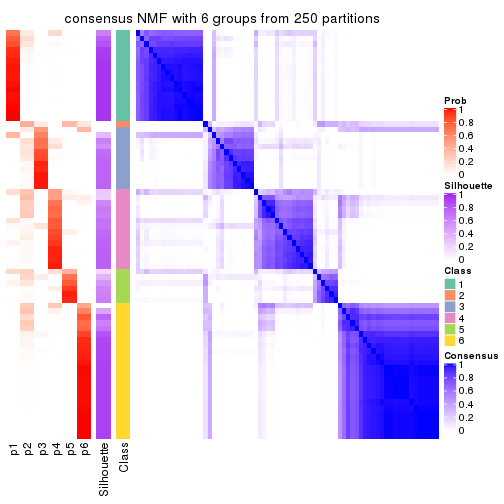 consensus NMF with 6 groups from 250 partitions
Prob
1
0.8
0.6
0.4
0.2
0
Silhouette
1
0.8
0.6
0.4
0.2
0
Class
1
2
3
4
5
6
Consensus
1
0.8
0.6
0.4
0.2
0
p1
p2
p3
p4
p5
p6
Silhouette
Class